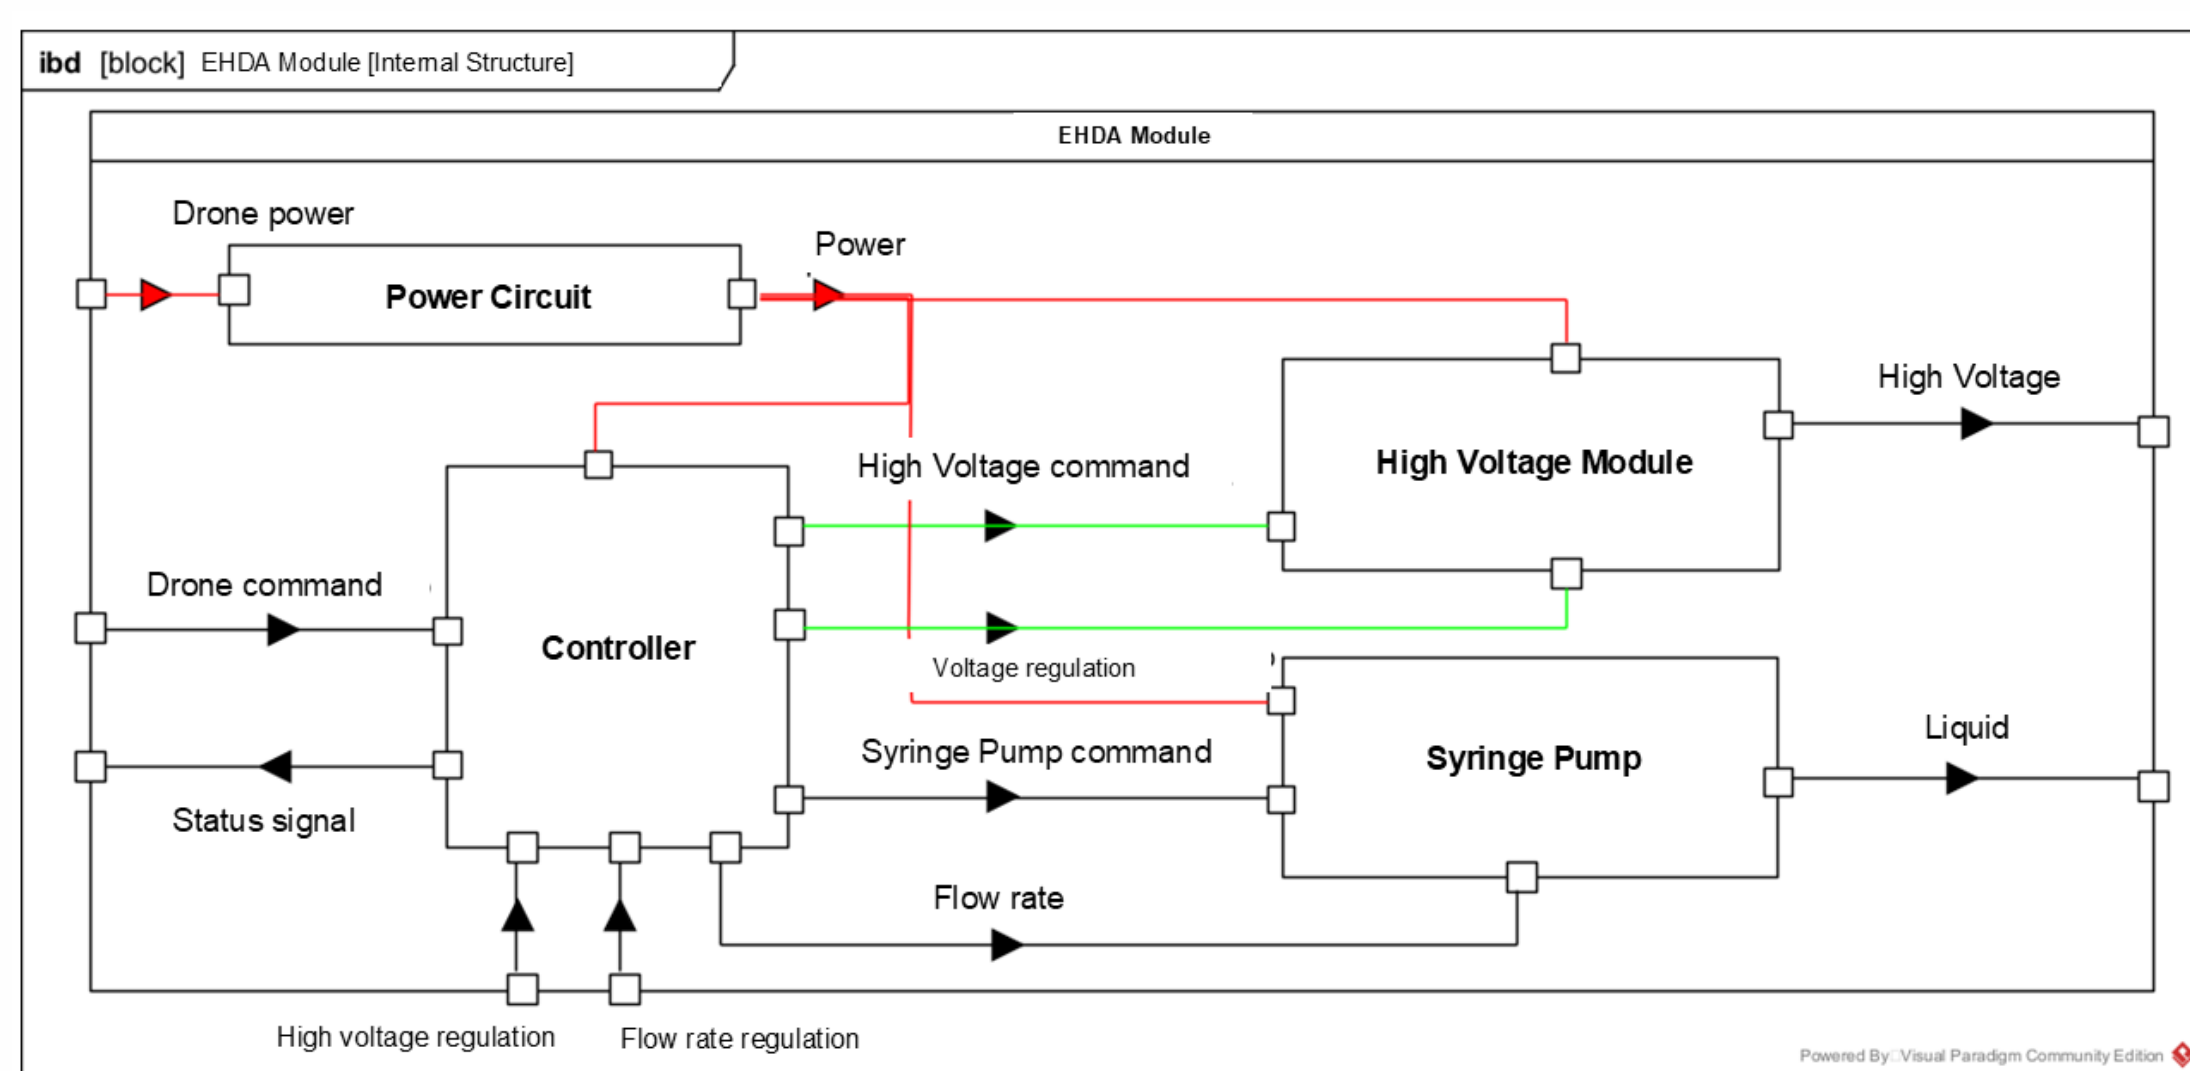 ibd [block] EHDA Module [Internal Structure]
EHDA Module
Drone power
Power
Power Circuit
High Voltage
High Voltage command
High Voltage Module
Drone command
Controller
Voltage regulation
Syringe Pump command
Syringe Pump
Liquid
Status signal
Flow rate
High voltage regulation
Flow rate regulation
Powered By Visual Paradigm Community Edition